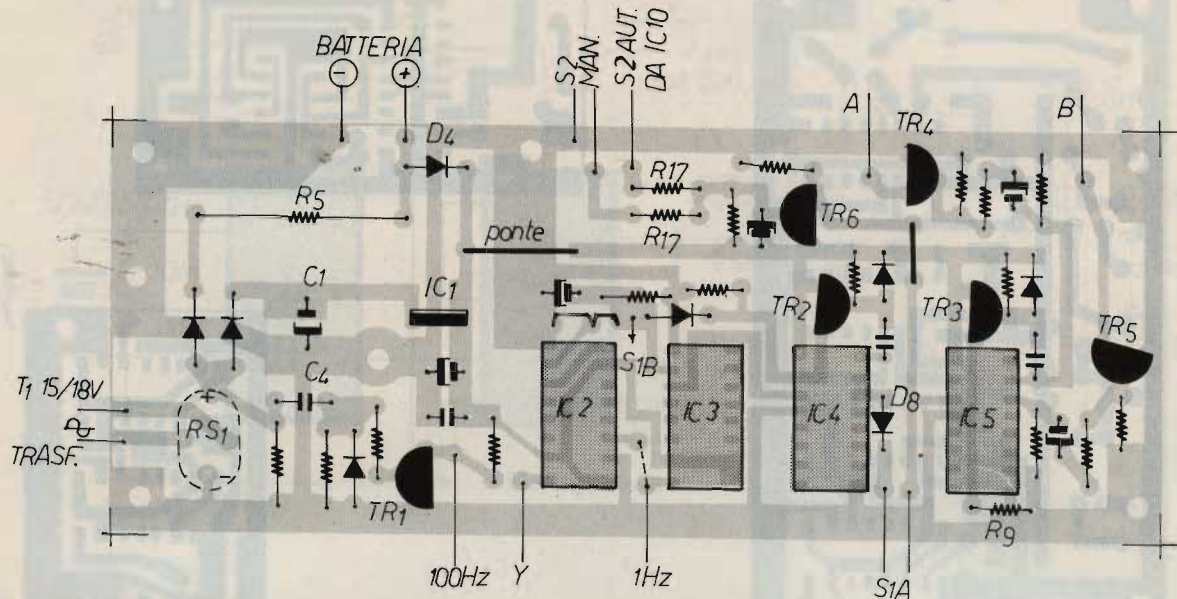 BATTERIA
- +
S2
MAN.
S2 AUT.
DA IC10
A
B
D4
TR4
R5
R17
R17
TR6
ponte
C1
IC1
TR2
TR3
TR5
S1B
T1 15/18V
TRASF.
C4
+
RS1
-
IC2
IC3
IC4
D8
IC5
TR1
R9
100Hz
Y
1Hz
S1A